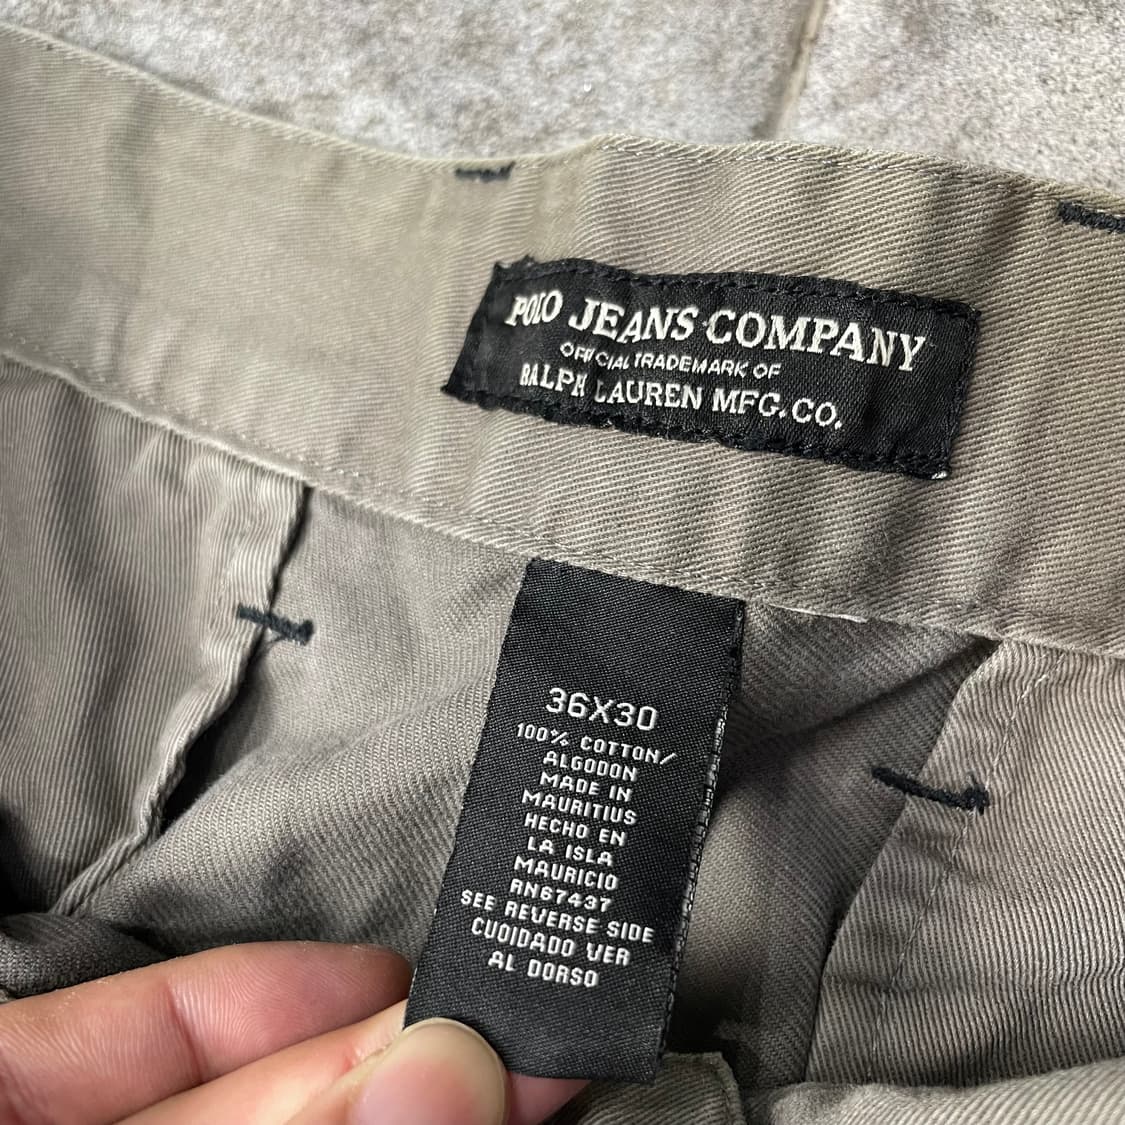 POLO JEANS COMPANY
OFFICIAL TRADEMARK OF
RALPH LAUREN MFG. CO.
36X30
100% COTTON/
ALGODON
MADE IN
MAURITIUS
HECHO EN
LA ISLA
MAURICIO
RN67437
SEE REVERSE SIDE
CUOIDADO VER
AL DORSO